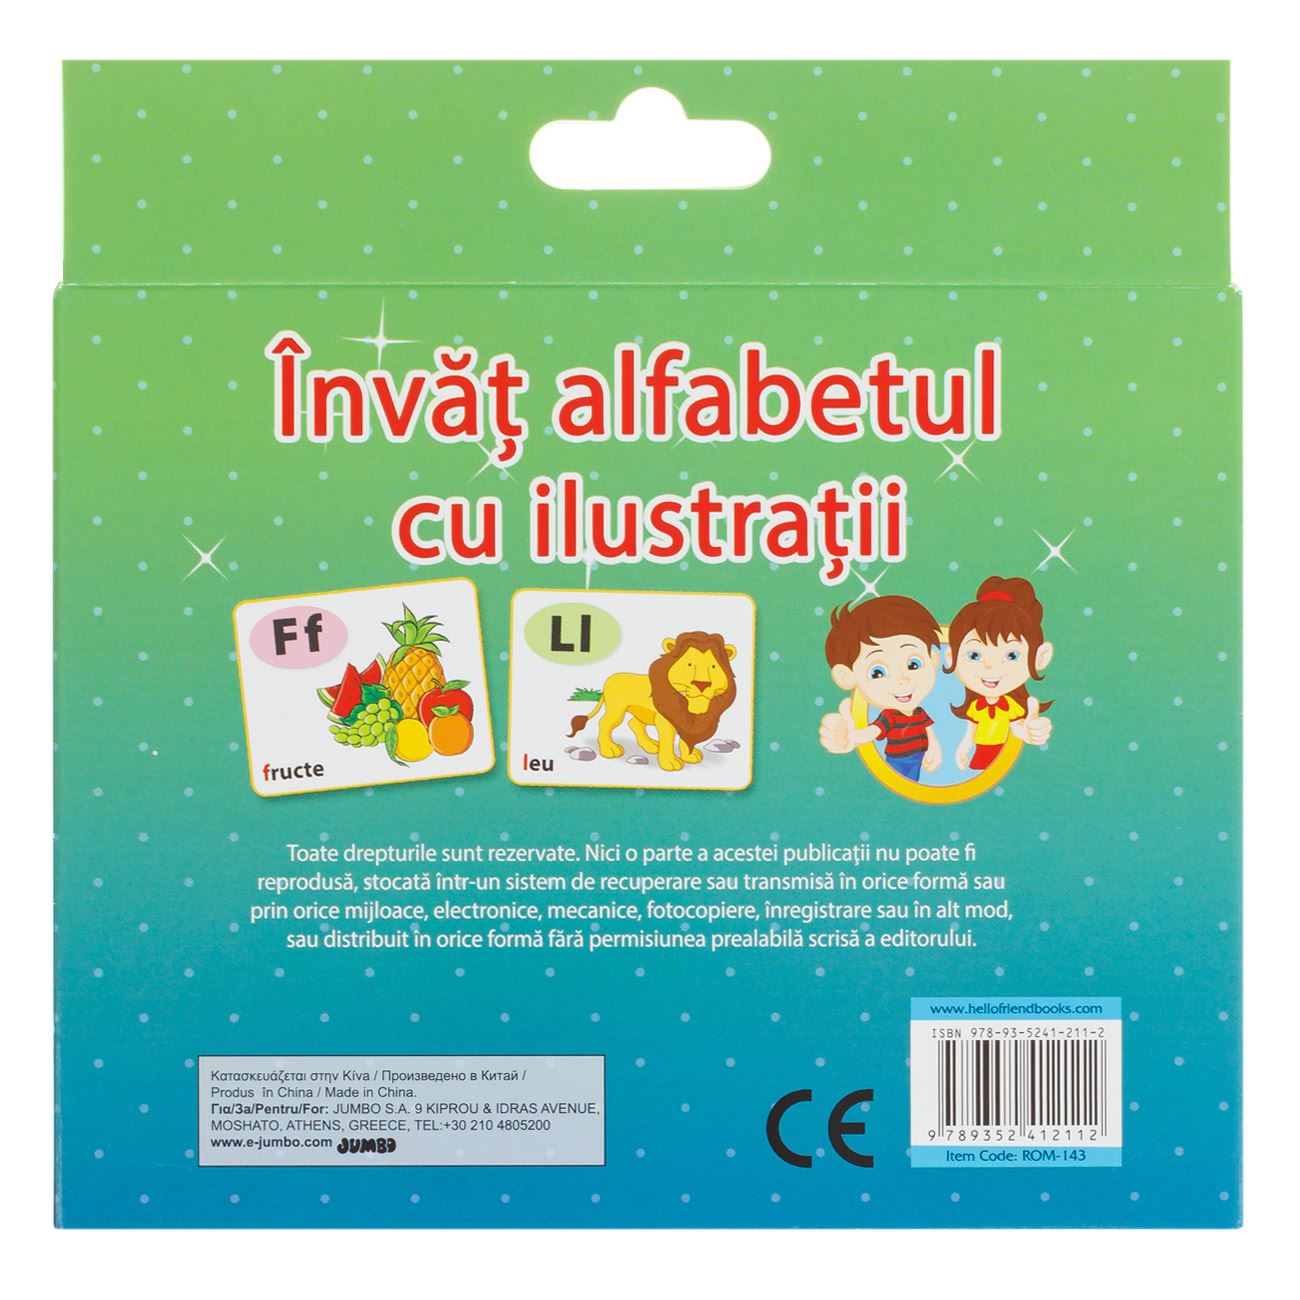 Învăț alfabetul
cu ilustrații
Ff
fructe
Ll
leu
Toate drepturile sunt rezervate. Nici o parte a acestei publicaţii nu poate fi
reprodusă, stocată într-un sistem de recuperare sau transmisă în orice formă sau
prin orice mijloace, electronice, mecanice, fotocopiere, înregistrare sau în alt mod,
sau distribuit în orice formă fără permisiunea prealabilă scrisă a editorului.
Κατασκευάζεται στην Κίνα / Произведено в Китай /
Produs în China / Made in China.
Για/За/Pentru/For: JUMBO S.A. 9 KIPROU & IDRAS AVENUE,
MOSHATO, ATHENS, GREECE, TEL:+30 210 4805200
www.e-jumbo.com JUMBO
CE
www.hellofriendbooks.com
ISBN 978-93-5241-211-2
9 789352 412112
Item Code: ROM-143